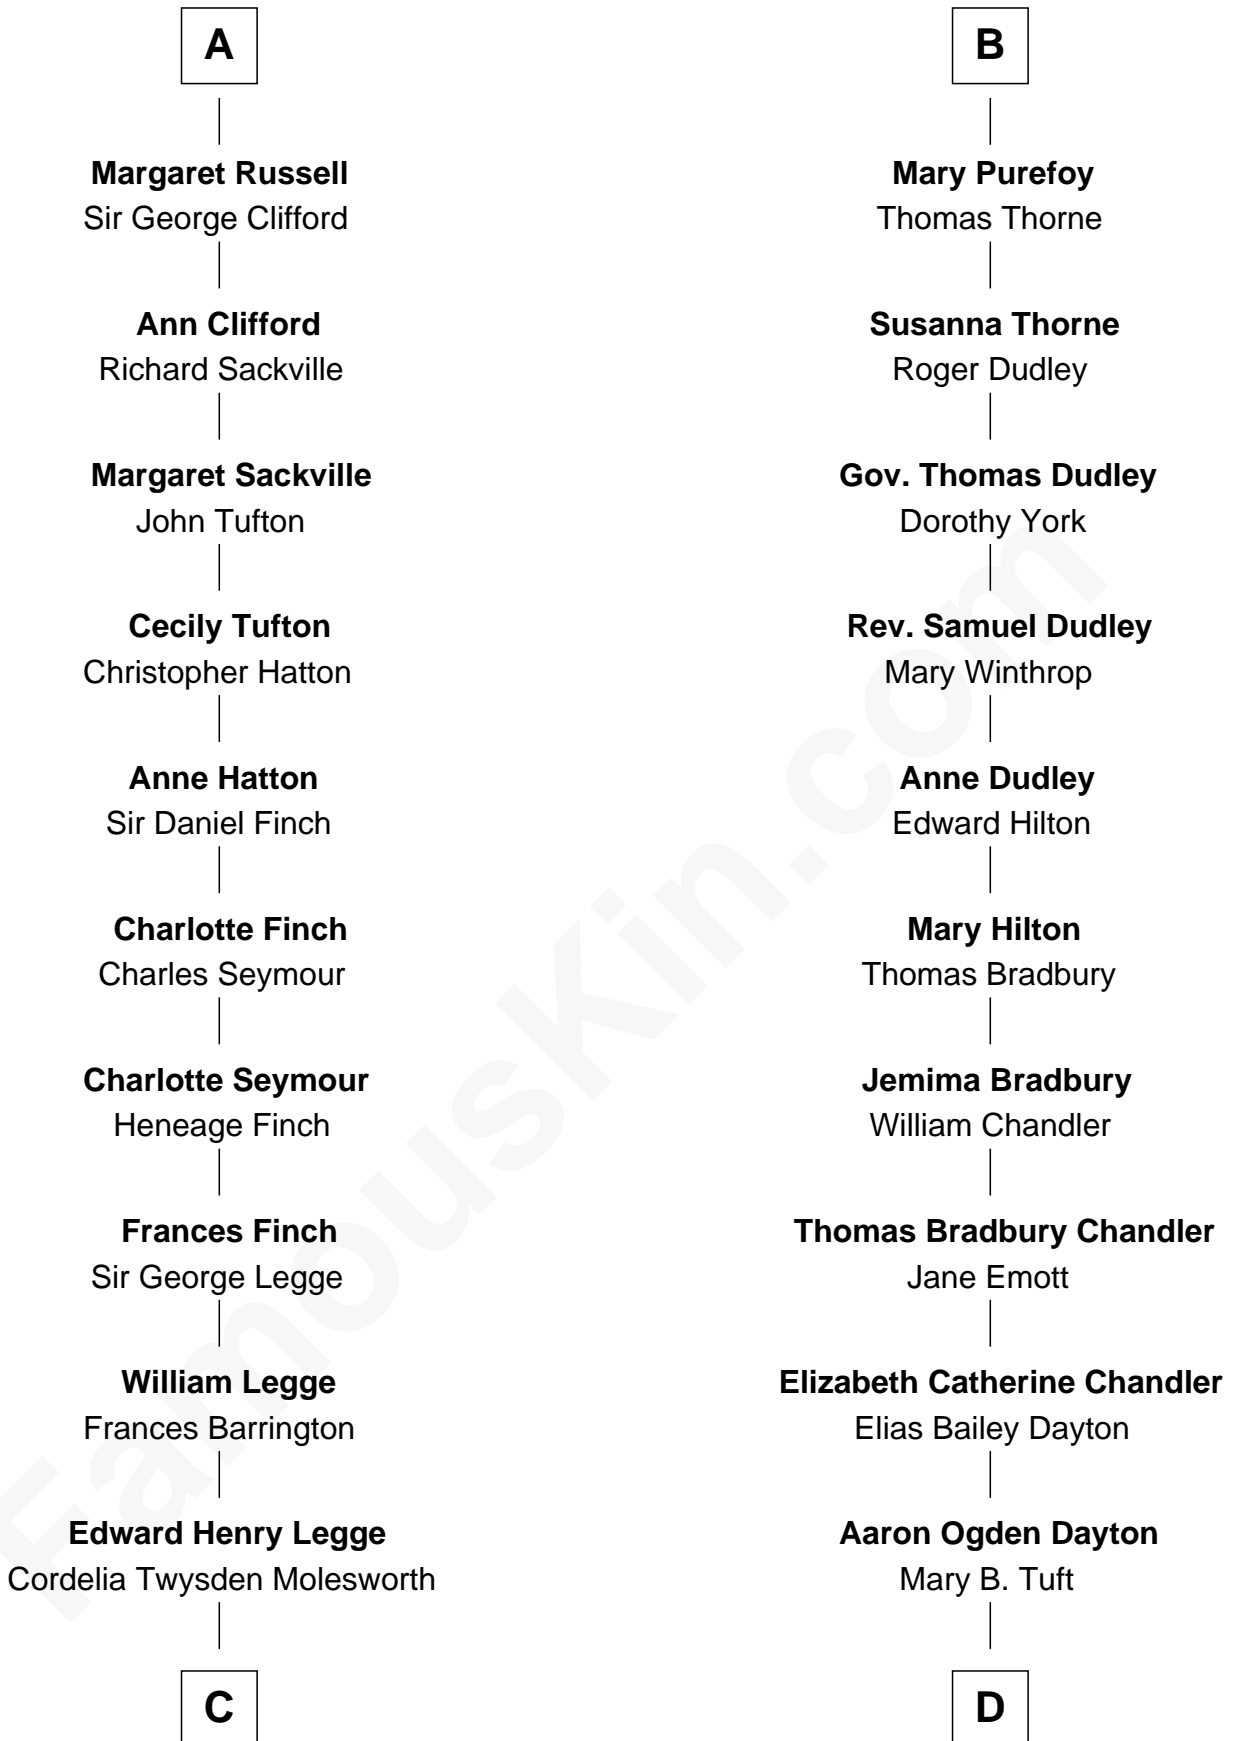 A
Margaret Russell
Sir George Clifford
Ann Clifford
Richard Sackville
Margaret Sackville
John Tufton
Cecily Tufton
Christopher Hatton
Anne Hatton
Sir Daniel Finch
Charlotte Finch
Charles Seymour
Charlotte Seymour
Heneage Finch
Frances Finch
Sir George Legge
William Legge
Frances Barrington
Edward Henry Legge
Cordelia Twysden Molesworth
C
B
Mary Purefoy
Thomas Thorne
Susanna Thorne
Roger Dudley
Gov. Thomas Dudley
Dorothy York
Rev. Samuel Dudley
Mary Winthrop
Anne Dudley
Edward Hilton
Mary Hilton
Thomas Bradbury
Jemima Bradbury
William Chandler
Thomas Bradbury Chandler
Jane Emott
Elizabeth Catherine Chandler
Elias Bailey Dayton
Aaron Ogden Dayton
Mary B. Tuft
D
FamousKin.com